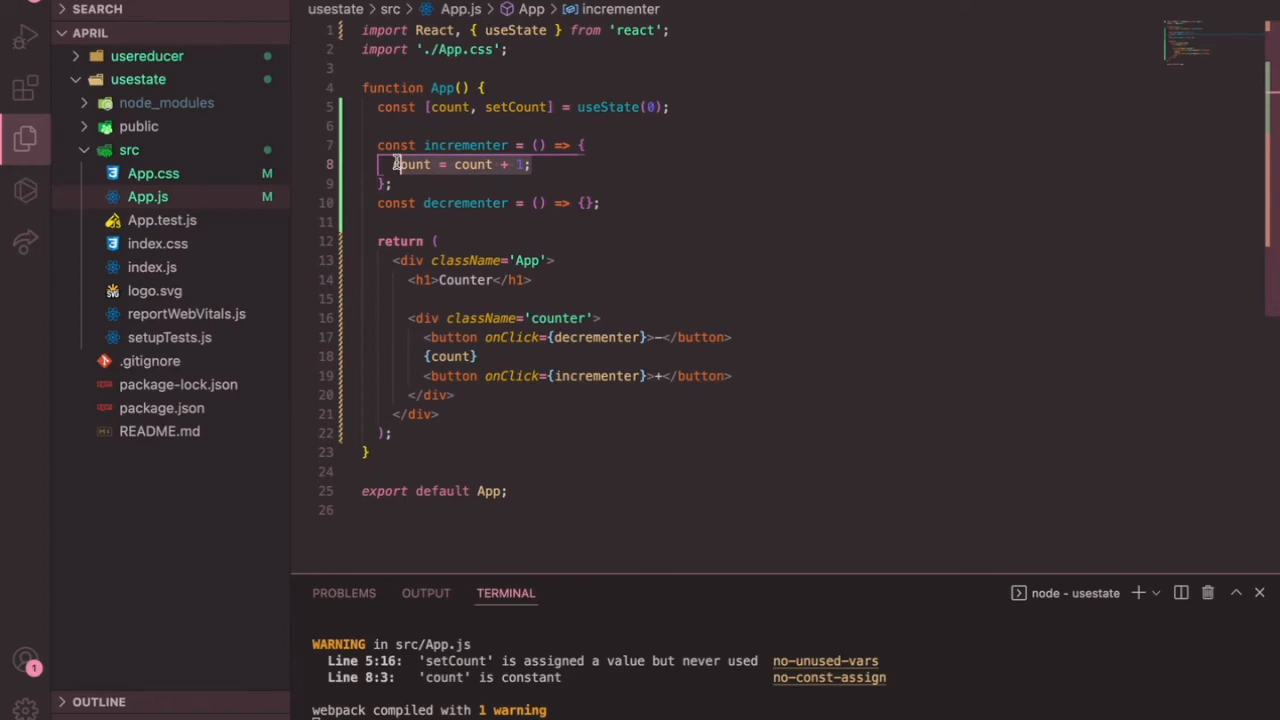 SEARCH
APRIL
usereducer
usestate
node_modules
public
src
App.css M
App.js M
App.test.js
index.css
index.js
logo.svg
reportWebVitals.js
setupTests.js
.gitignore
package-lock.json
package.json
README.md
OUTLINE
1
usestate > src > App.js > App > incrementer
1 import React, { useState } from 'react';
2 import './App.css';
3
4 function App() {
5 const [count, setCount] = useState(0);
6
7 const incrementer = () => {
8 count = count + 1;
9 };
10 const decrementer = () => {};
11
12 return (
13 <div className='App'>
14 <h1>Counter</h1>
15
16 <div className='counter'>
17 <button onClick={decrementer}>-</button>
18 {count}
19 <button onClick={incrementer}>+</button>
20 </div>
21 </div>
22 );
23 }
24
25 export default App;
26
PROBLEMS OUTPUT TERMINAL node - usestate
WARNING in src/App.js
Line 5:16: 'setCount' is assigned a value but never used no-unused-vars
Line 8:3: 'count' is constant no-const-assign
webpack compiled with 1 warning